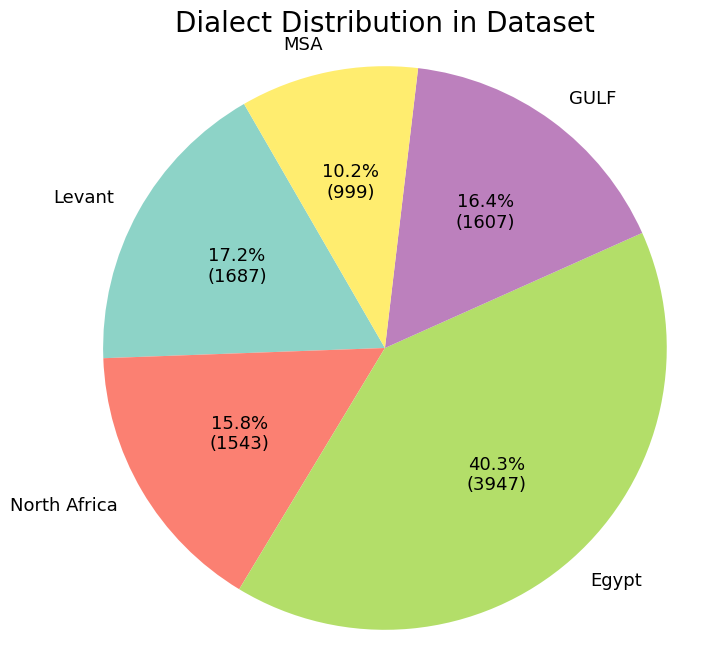 Dialect Distribution in Dataset
MSA
GULF
10.2%
(999)
16.4%
(1607)
Levant
17.2%
(1687)
15.8%
(1543)
North Africa
40.3%
(3947)
Egypt